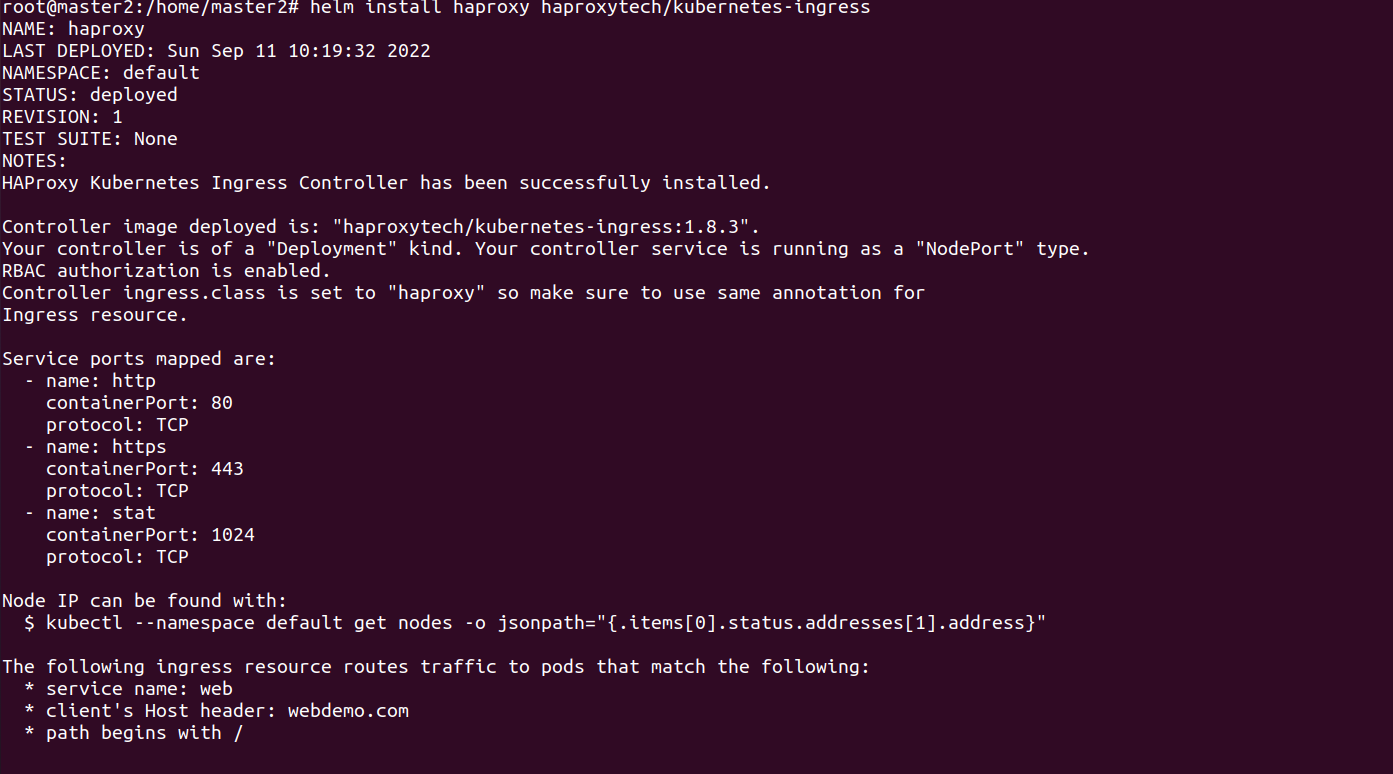 root@master2:/home/master2# helm install haproxy haproxytech/kubernetes-ingress
NAME: haproxy
LAST DEPLOYED: Sun Sep 11 10:19:32 2022
NAMESPACE: default
STATUS: deployed
REVISION: 1
TEST SUITE: None
NOTES:
HAProxy Kubernetes Ingress Controller has been successfully installed.

Controller image deployed is: "haproxytech/kubernetes-ingress:1.8.3".
Your controller is of a "Deployment" kind. Your controller service is running as a "NodePort" type.
RBAC authorization is enabled.
Controller ingress.class is set to "haproxy" so make sure to use same annotation for
Ingress resource.

Service ports mapped are:
  - name: http
    containerPort: 80
    protocol: TCP
  - name: https
    containerPort: 443
    protocol: TCP
  - name: stat
    containerPort: 1024
    protocol: TCP

Node IP can be found with:
  $ kubectl --namespace default get nodes -o jsonpath="{.items[0].status.addresses[1].address}"

The following ingress resource routes traffic to pods that match the following:
  * service name: web
  * client's Host header: webdemo.com
  * path begins with /